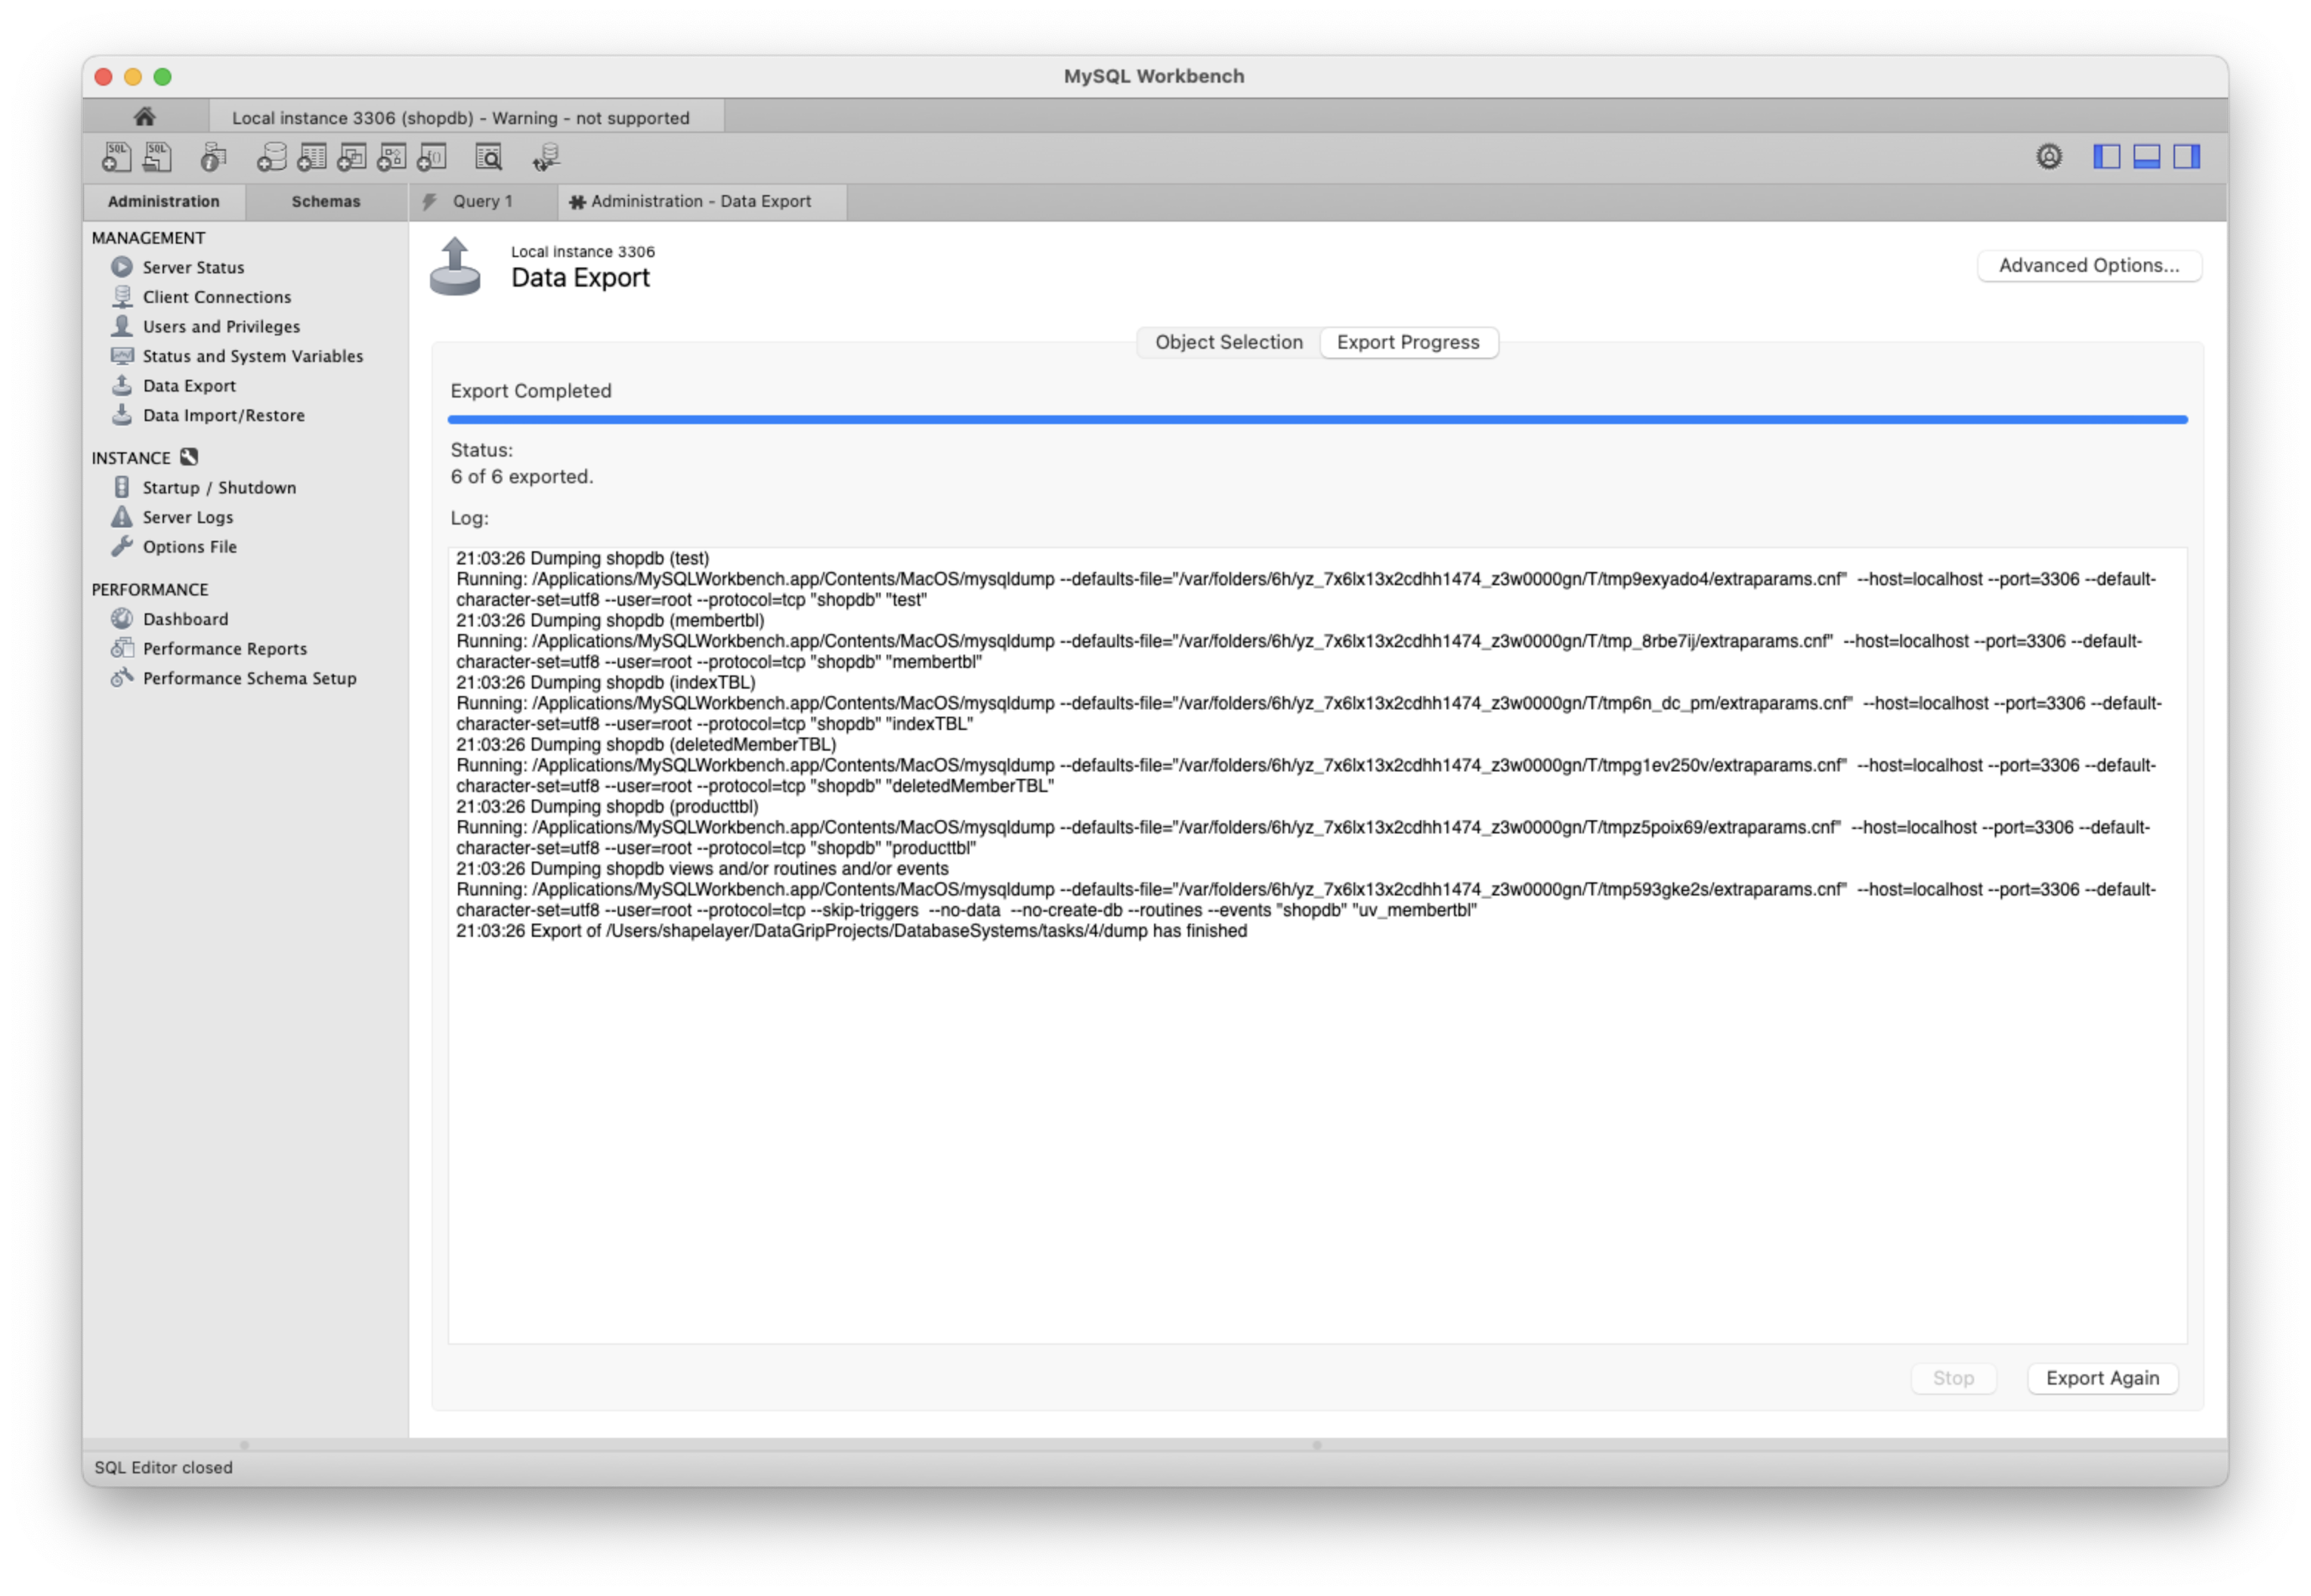 MySQL Workbench
Local instance 3306 (shopdb) - Warning - not supported
SQL SQL
Administration Schemas Query 1 Administration - Data Export
MANAGEMENT
Server Status
Client Connections
Users and Privileges
Status and System Variables
Data Export
Data Import/Restore
INSTANCE
Startup / Shutdown
Server Logs
Options File
PERFORMANCE
Dashboard
Performance Reports
Performance Schema Setup
Local instance 3306
Data Export
Advanced Options...
Object Selection Export Progress
Export Completed
Status:
6 of 6 exported.
Log:
21:03:26 Dumping shopdb (test)
Running: /Applications/MySQLWorkbench.app/Contents/MacOS/mysqldump --defaults-file="/var/folders/6h/yz_7x6lx13x2cdhh1474_z3w0000gn/T/tmp9exyado4/extraparams.cnf"  --host=localhost --port=3306 --default-
character-set=utf8 --user=root --protocol=tcp "shopdb" "test"
21:03:26 Dumping shopdb (membertbl)
Running: /Applications/MySQLWorkbench.app/Contents/MacOS/mysqldump --defaults-file="/var/folders/6h/yz_7x6lx13x2cdhh1474_z3w0000gn/T/tmp_8rbe7ij/extraparams.cnf"  --host=localhost --port=3306 --default-
character-set=utf8 --user=root --protocol=tcp "shopdb" "membertbl"
21:03:26 Dumping shopdb (indexTBL)
Running: /Applications/MySQLWorkbench.app/Contents/MacOS/mysqldump --defaults-file="/var/folders/6h/yz_7x6lx13x2cdhh1474_z3w0000gn/T/tmp6n_dc_pm/extraparams.cnf"  --host=localhost --port=3306 --default-
character-set=utf8 --user=root --protocol=tcp "shopdb" "indexTBL"
21:03:26 Dumping shopdb (deletedMemberTBL)
Running: /Applications/MySQLWorkbench.app/Contents/MacOS/mysqldump --defaults-file="/var/folders/6h/yz_7x6lx13x2cdhh1474_z3w0000gn/T/tmpg1ev250v/extraparams.cnf"  --host=localhost --port=3306 --default-
character-set=utf8 --user=root --protocol=tcp "shopdb" "deletedMemberTBL"
21:03:26 Dumping shopdb (producttbl)
Running: /Applications/MySQLWorkbench.app/Contents/MacOS/mysqldump --defaults-file="/var/folders/6h/yz_7x6lx13x2cdhh1474_z3w0000gn/T/tmpz5poix69/extraparams.cnf"  --host=localhost --port=3306 --default-
character-set=utf8 --user=root --protocol=tcp "shopdb" "producttbl"
21:03:26 Dumping shopdb views and/or routines and/or events
Running: /Applications/MySQLWorkbench.app/Contents/MacOS/mysqldump --defaults-file="/var/folders/6h/yz_7x6lx13x2cdhh1474_z3w0000gn/T/tmp593gke2s/extraparams.cnf"  --host=localhost --port=3306 --default-
character-set=utf8 --user=root --protocol=tcp --skip-triggers  --no-data  --no-create-db --routines --events "shopdb" "uv_membertbl"
21:03:26 Export of /Users/shapelayer/DataGripProjects/DatabaseSystems/tasks/4/dump has finished
Stop Export Again
SQL Editor closed